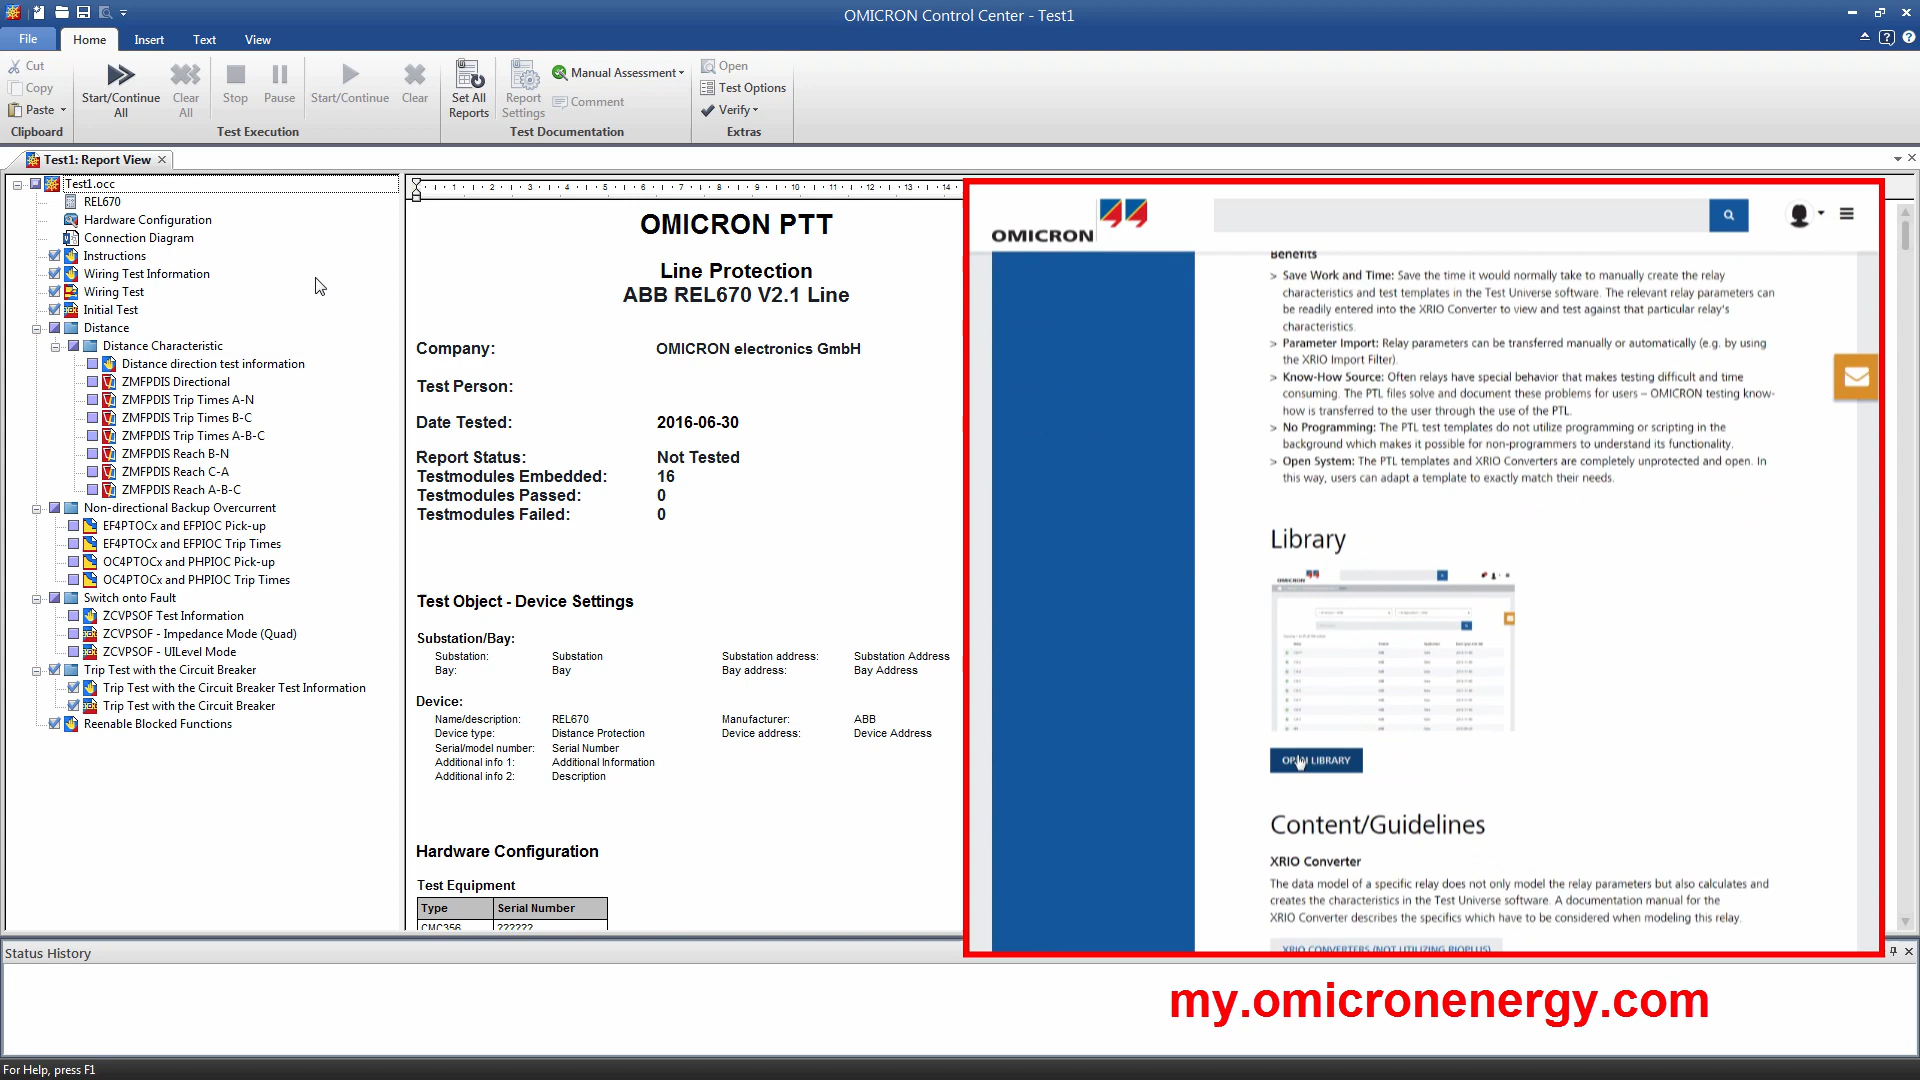 OMICRON Control Center - Test1
File Home Insert Text View
Cut
Copy
Paste
Clipboard
Start/Continue All
Clear All
Stop
Pause
Start/Continue
Clear
Test Execution
Set All Reports
Report Settings
Manual Assessment
Comment
Test Documentation
Open
Test Options
Verify
Extras
Test1: Report View
Test1.occ
REL670
Hardware Configuration
Connection Diagram
Instructions
Wiring Test Information
Wiring Test
Initial Test
Distance
Distance Characteristic
Distance direction test information
ZMFPDIS Directional
ZMFPDIS Trip Times A-N
ZMFPDIS Trip Times B-C
ZMFPDIS Trip Times A-B-C
ZMFPDIS Reach B-N
ZMFPDIS Reach C-A
ZMFPDIS Reach A-B-C
Non-directional Backup Overcurrent
EF4PTOCx and EFPIOC Pick-up
EF4PTOCx and EFPIOC Trip Times
OC4PTOCx and PHPIOC Pick-up
OC4PTOCx and PHPIOC Trip Times
Switch onto Fault
ZCVPSOF Test Information
ZCVPSOF - Impedance Mode (Quad)
ZCVPSOF - UILevel Mode
Trip Test with the Circuit Breaker
Trip Test with the Circuit Breaker Test Information
Trip Test with the Circuit Breaker
Reenable Blocked Functions
1 2 3 4 5 6 7 8 9 10 11 12 13 14
OMICRON PTT
Line Protection
ABB REL670 V2.1 Line
Company: OMICRON electronics GmbH
Test Person:
Date Tested: 2016-06-30
Report Status: Not Tested
Testmodules Embedded: 16
Testmodules Passed: 0
Testmodules Failed: 0
Test Object - Device Settings
Substation/Bay:
Substation: Substation Substation address: Substation Address
Bay: Bay Bay address: Bay Address
Device:
Name/description: REL670 Manufacturer: ABB
Device type: Distance Protection Device address: Device Address
Serial/model number: Serial Number
Additional info 1: Additional Information
Additional info 2: Description
Hardware Configuration
Test Equipment
Type Serial Number
CMC356 ??????
OMICRON
Benefits
> Save Work and Time: Save the time it would normally take to manually create the relay
characteristics and test templates in the Test Universe software. The relevant relay parameters can
be readily entered into the XRIO Converter to view and test against that particular relay's
characteristics.
> Parameter Import: Relay parameters can be transferred manually or automatically (e.g. by using
the XRIO Import Filter).
> Know-How Source: Often relays have special behavior that makes testing difficult and time
consuming. The PTL files solve and document these problems for users – OMICRON testing know-
how is transferred to the user through the use of the PTL.
> No Programming: The PTL test templates do not utilize programming or scripting in the
background which makes it possible for non-programmers to understand its functionality.
> Open System: The PTL templates and XRIO Converters are completely unprotected and open. In
this way, users can adapt a template to exactly match their needs.
Library
OPEN LIBRARY
Content/Guidelines
XRIO Converter
The data model of a specific relay does not only model the relay parameters but also calculates and
creates the characteristics in the Test Universe software. A documentation manual for the
XRIO Converter describes the specifics which have to be considered when modeling this relay.
XRIO CONVERTERS (NOT UTILIZING RIOPLUS)
Status History
my.omicronenergy.com
For Help, press F1